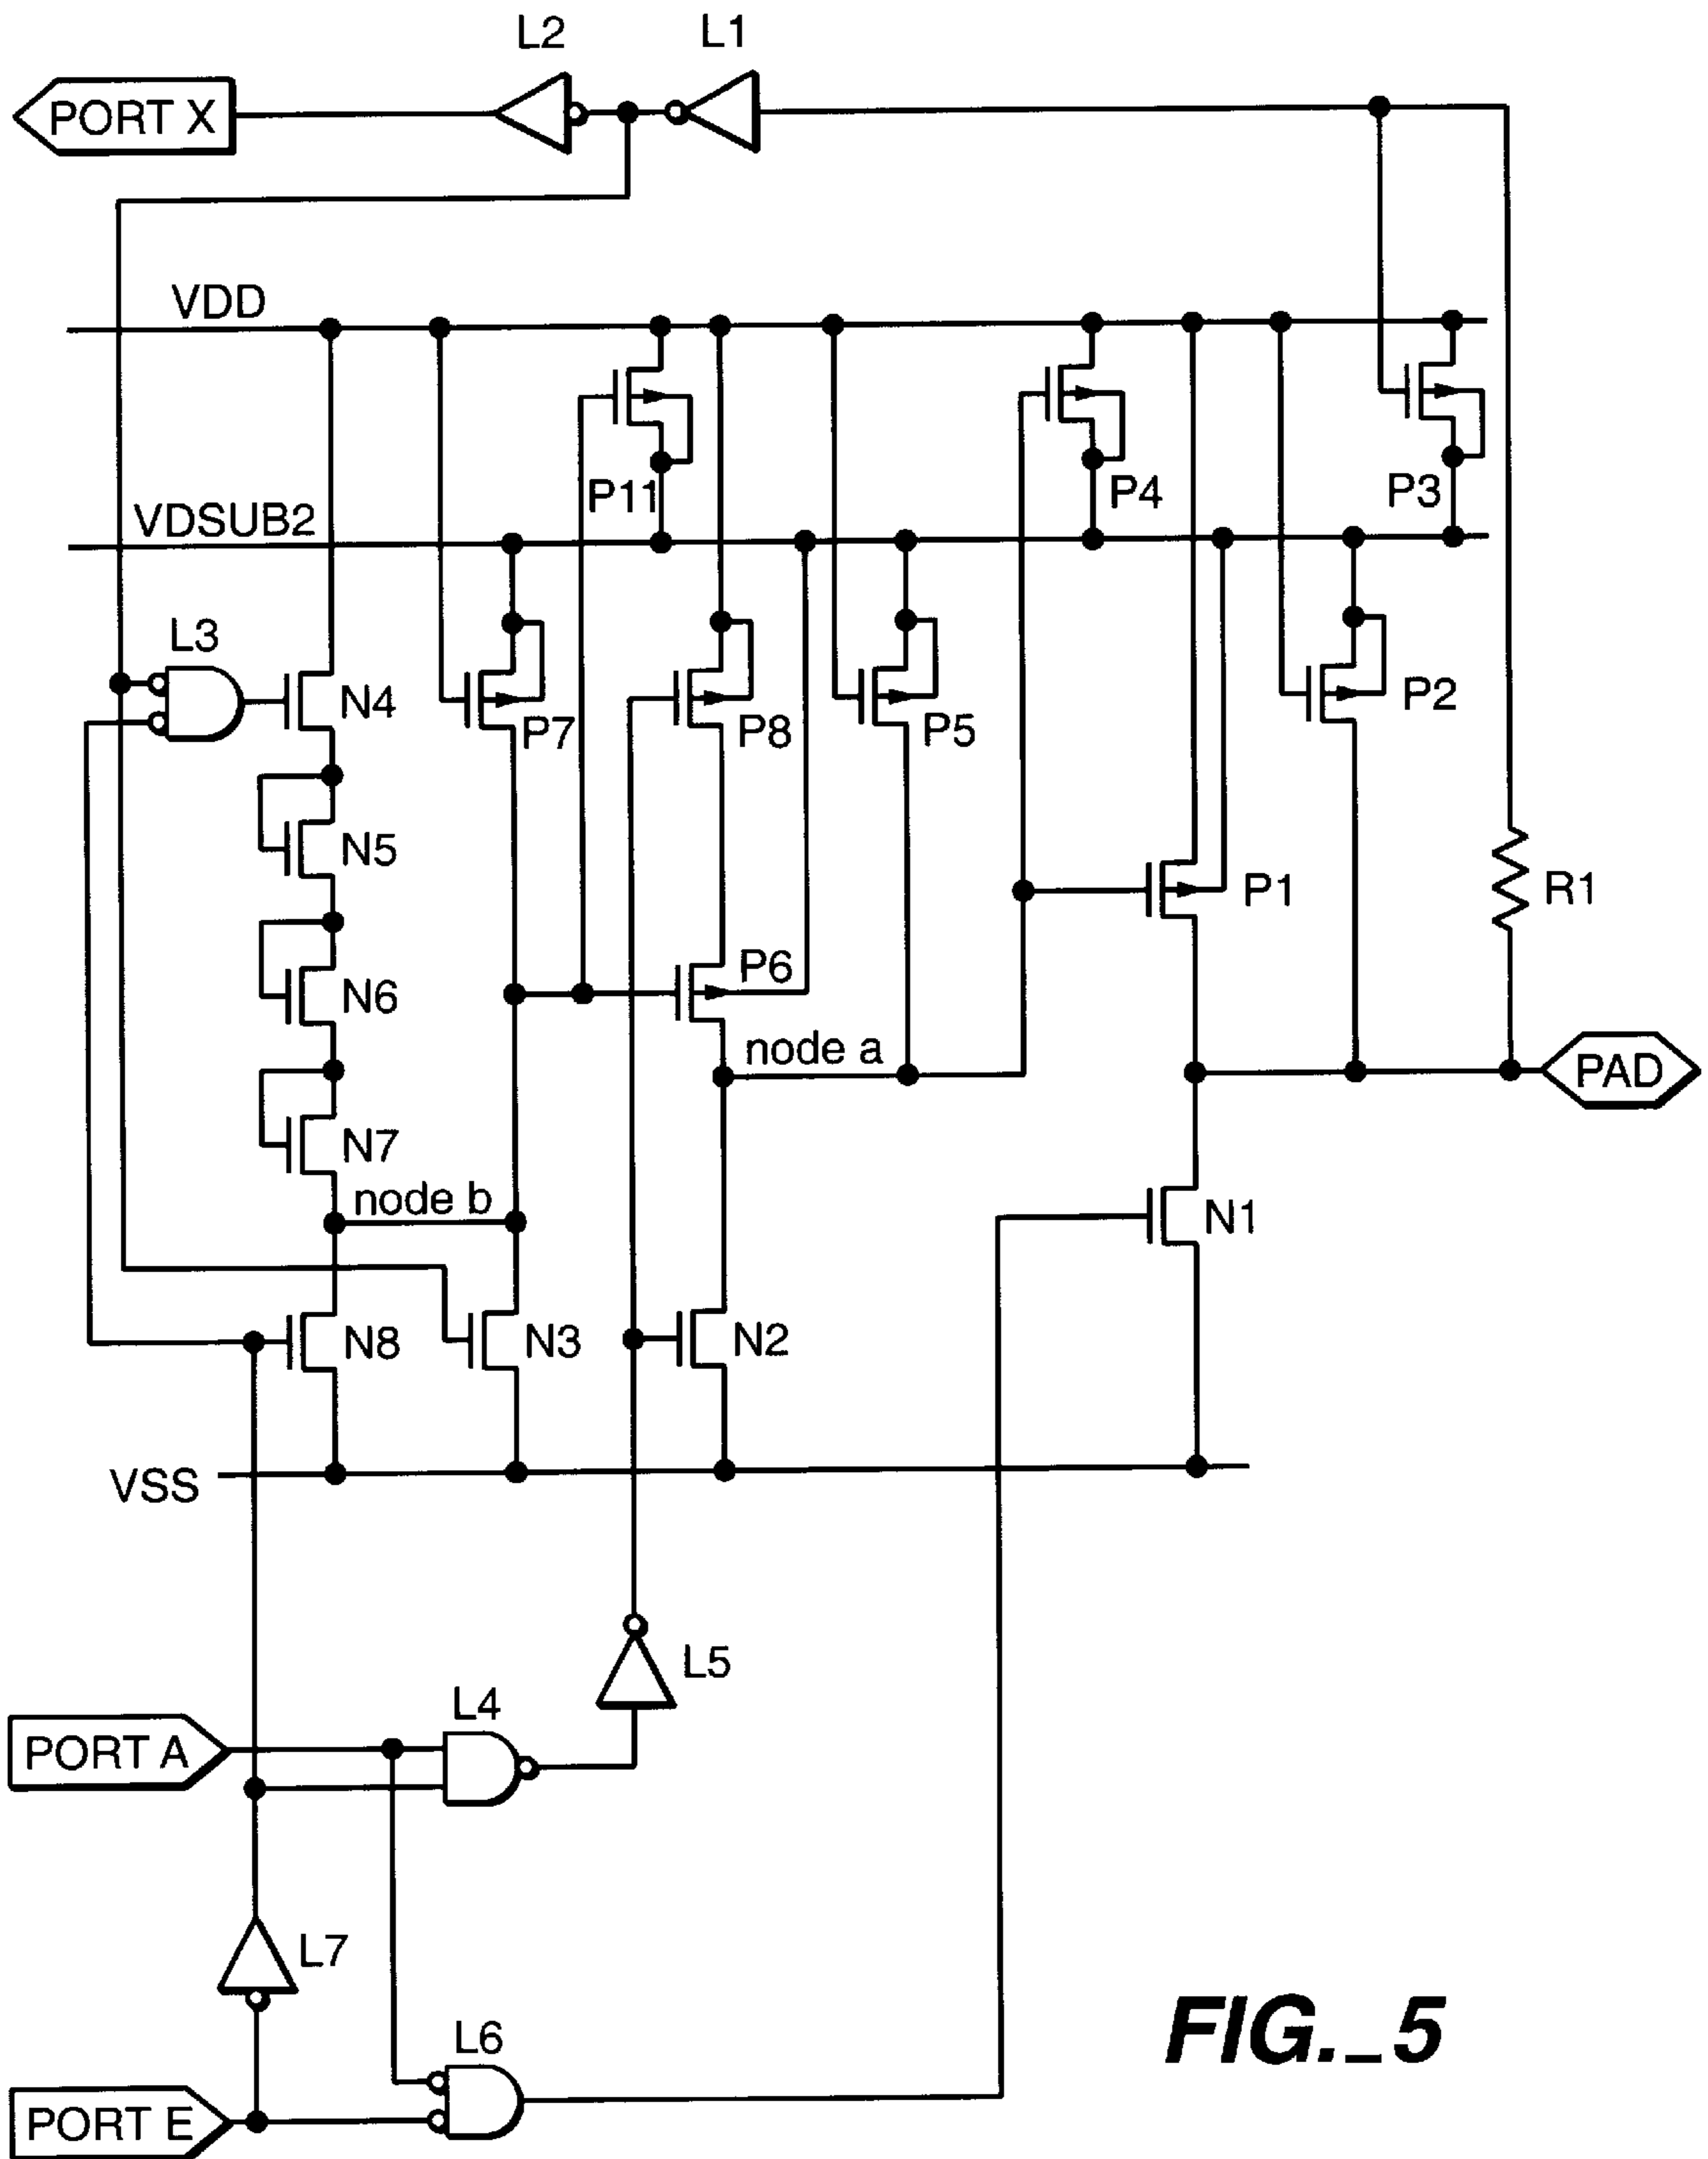 L2 L1
PORT X
VDD
P11 P4 P3
VDSUB2
L3
N4 P7 P8 P5 P2
N5 P1 R1
P6
N6
node a
PAD
N7
node b
N1
N8 N3 N2
VSS
L5
L4
PORT A
L7
L6
PORT E
FIG._5